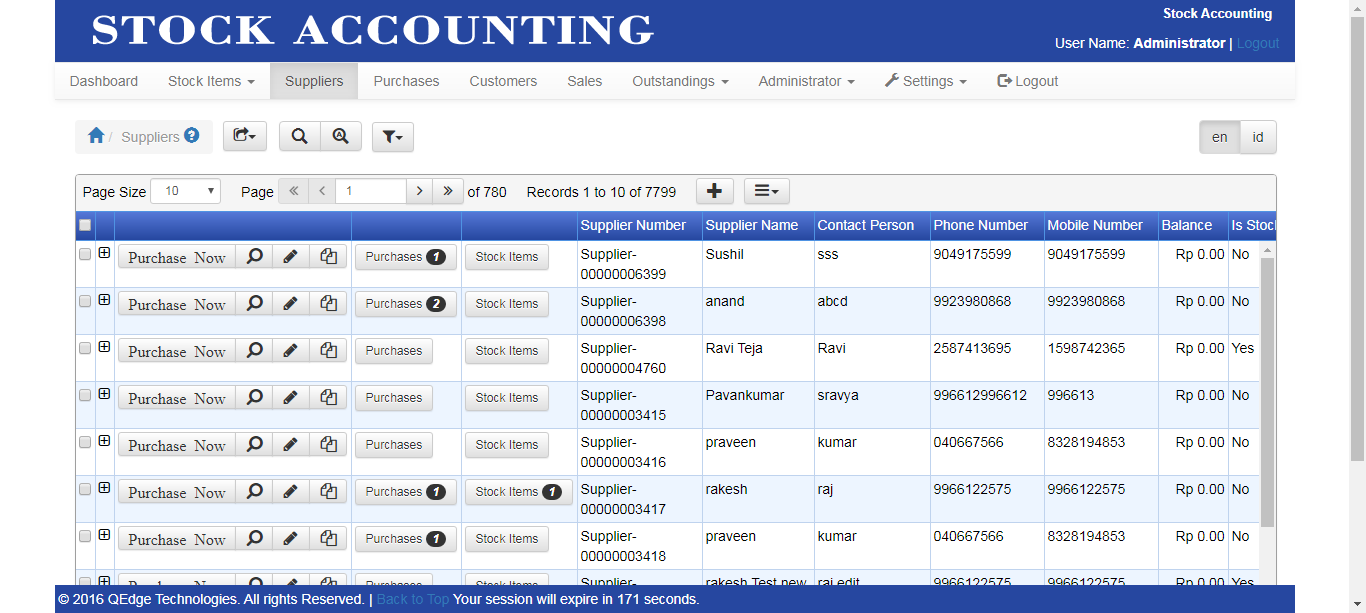 STOCK ACCOUNTING
Stock Accounting
User Name: Administrator | Logout
Dashboard Stock Items Suppliers Purchases Customers Sales Outstandings Administrator Settings Logout
/ Suppliers
en id
Page Size 10 Page « ‹ 1 › » of 780 Records 1 to 10 of 7799
Supplier Number Supplier Name Contact Person Phone Number Mobile Number Balance Is Stoc
Purchase Now Purchases 1 Stock Items Supplier- Sushil sss 9049175599 9049175599 Rp 0.00 No
00000006399
Purchase Now Purchases 2 Stock Items Supplier- anand abcd 9923980868 9923980868 Rp 0.00 No
00000006398
Purchase Now Purchases Stock Items Supplier- Ravi Teja Ravi 2587413695 1598742365 Rp 0.00 Yes
00000004760
Purchase Now Purchases Stock Items Supplier- Pavankumar sravya 996612996612 996613 Rp 0.00 No
00000003415
Purchase Now Purchases Stock Items Supplier- praveen kumar 040667566 8328194853 Rp 0.00 No
00000003416
Purchase Now Purchases 1 Stock Items 1 Supplier- rakesh raj 9966122575 9966122575 Rp 0.00 No
00000003417
Purchase Now Purchases 1 Stock Items Supplier- praveen kumar 040667566 8328194853 Rp 0.00 No
00000003418
Purchase Now Purchases Stock Items Supplier- rakesh Test new raj edit 9966122575 9966122575 Rp 0.00 Yes
© 2016 QEdge Technologies. All rights Reserved. | Back to Top Your session will expire in 171 seconds.